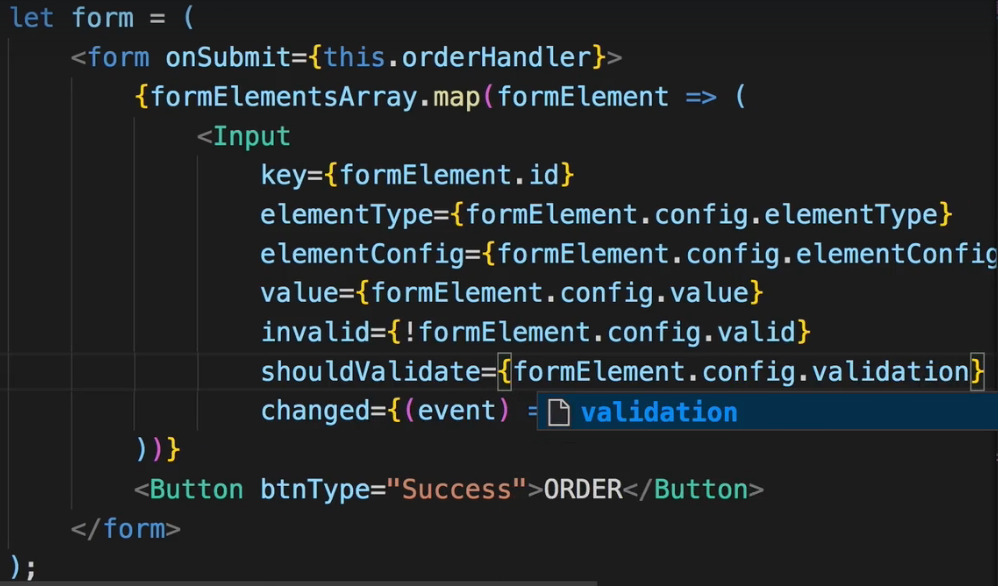 let form = (
<form onSubmit={this.orderHandler}>
{formElementsArray.map(formElement => (
<Input
key={formElement.id}
elementType={formElement.config.elementType}
elementConfig={formElement.config.elementConfig
value={formElement.config.value}
invalid={!formElement.config.valid}
shouldValidate={formElement.config.validation}
changed={(event) =
validation
))}
<Button btnType="Success">ORDER</Button>
</form>
);